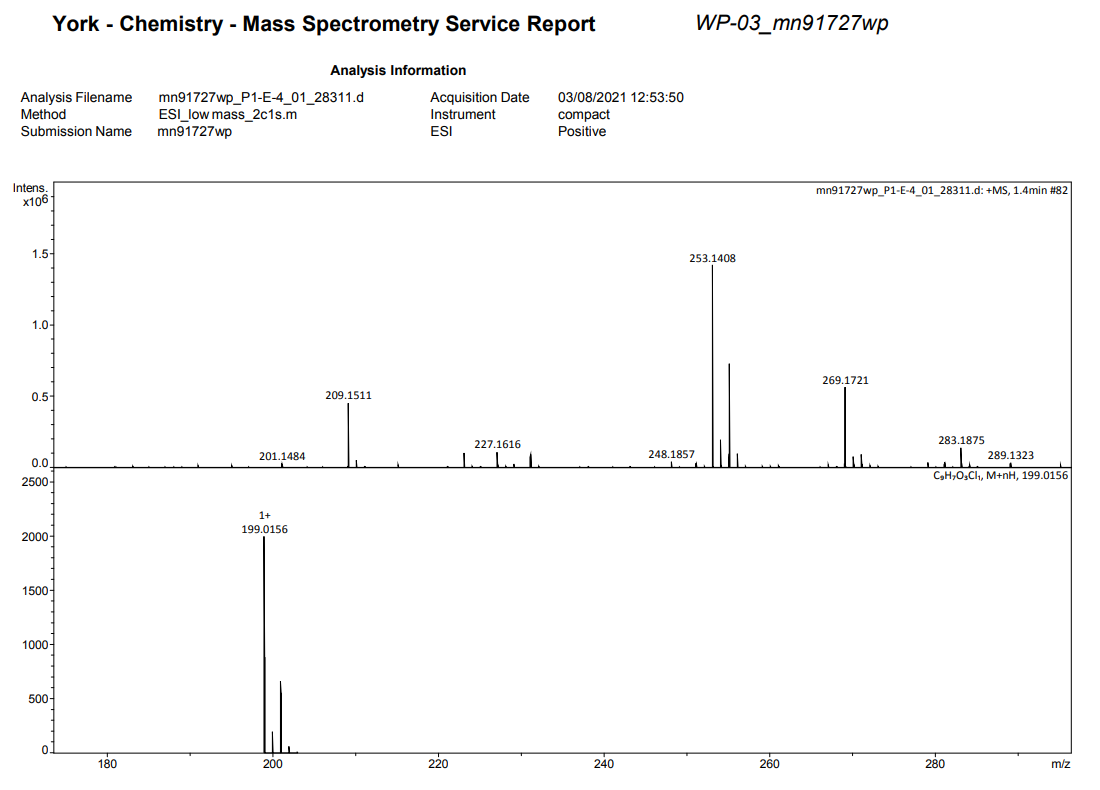 York - Chemistry - Mass Spectrometry Service Report WP-03_mn91727wp
Analysis Information
Analysis Filename mn91727wp_P1-E-4_01_28311.d Acquisition Date 03/08/2021 12:53:50
Method ESI_low mass_2c1s.m Instrument compact
Submission Name mn91727wp ESI Positive
Intens.
x10⁶
mn91727wp_P1-E-4_01_28311.d: +MS, 1.4min #82
253.1408
1.5
1.0
269.1721
209.1511
0.5
283.1875
227.1616
201.1484
248.1857
289.1323
0.0
C₉H₇O₃Cl₁, M+nH, 199.0156
2500
1+
199.0156
2000
1500
1000
500
0
180 200 220 240 260 280 m/z